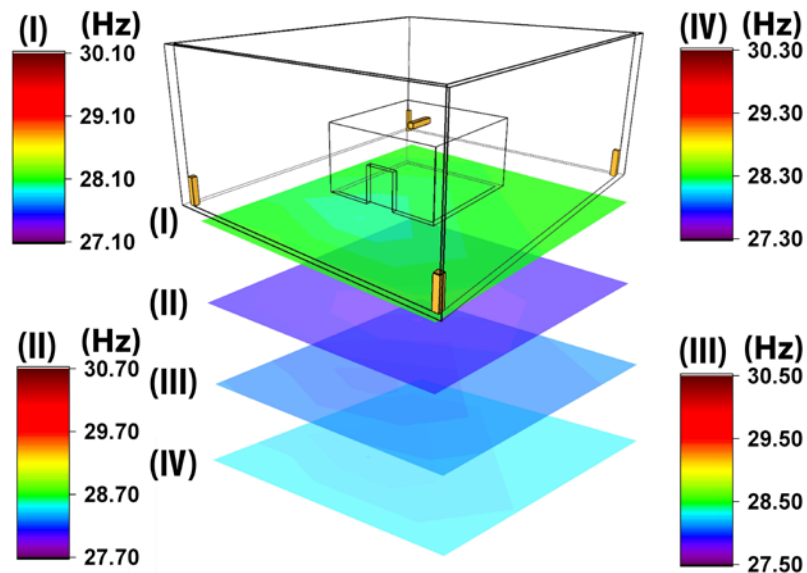 (I) (Hz)
30.10
29.10
28.10
27.10
(IV) (Hz)
30.30
29.30
28.30
27.30
(I)
(II)
(III)
(IV)
(II) (Hz)
30.70
29.70
28.70
27.70
(III) (Hz)
30.50
29.50
28.50
27.50